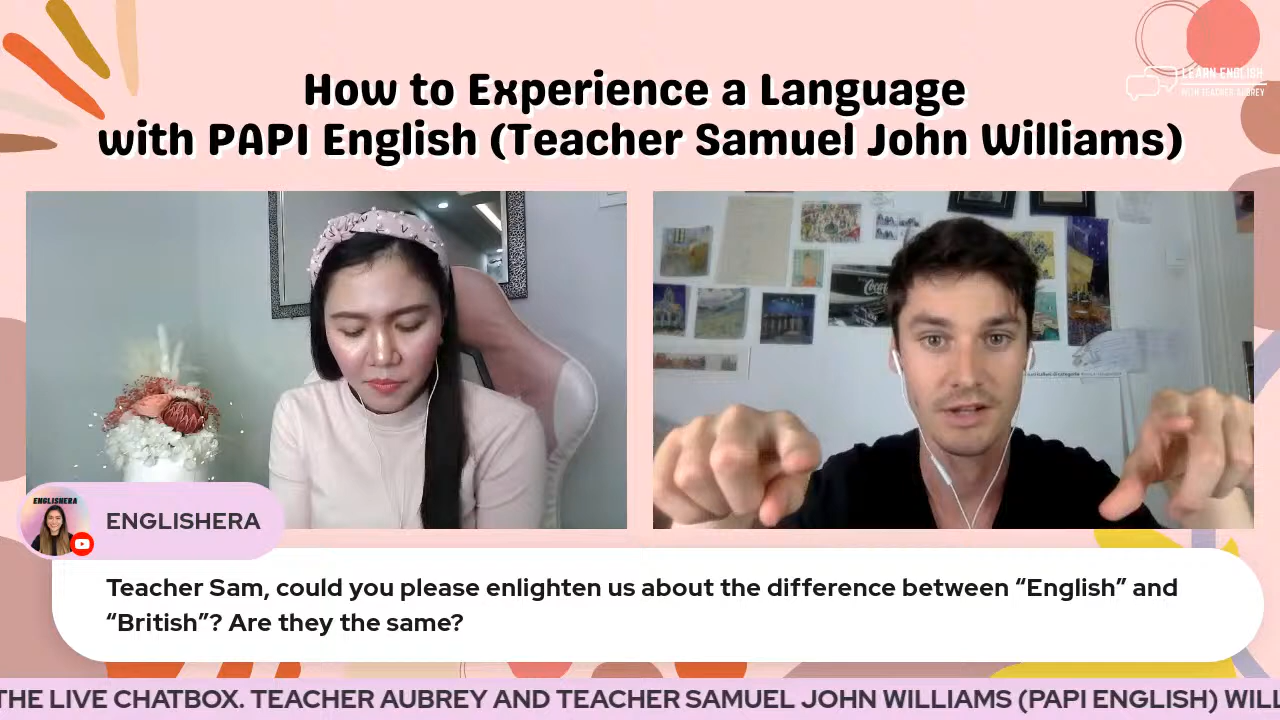 LEARN ENGLISH
WITH TEACHER AUBREY
How to Experience a Language
with PAPI English (Teacher Samuel John Williams)
Coca
ENGLISHERA
ENGLISHERA
Teacher Sam, could you please enlighten us about the difference between “English” and
“British”? Are they the same?
THE LIVE CHATBOX. TEACHER AUBREY AND TEACHER SAMUEL JOHN WILLIAMS (PAPI ENGLISH) WILL